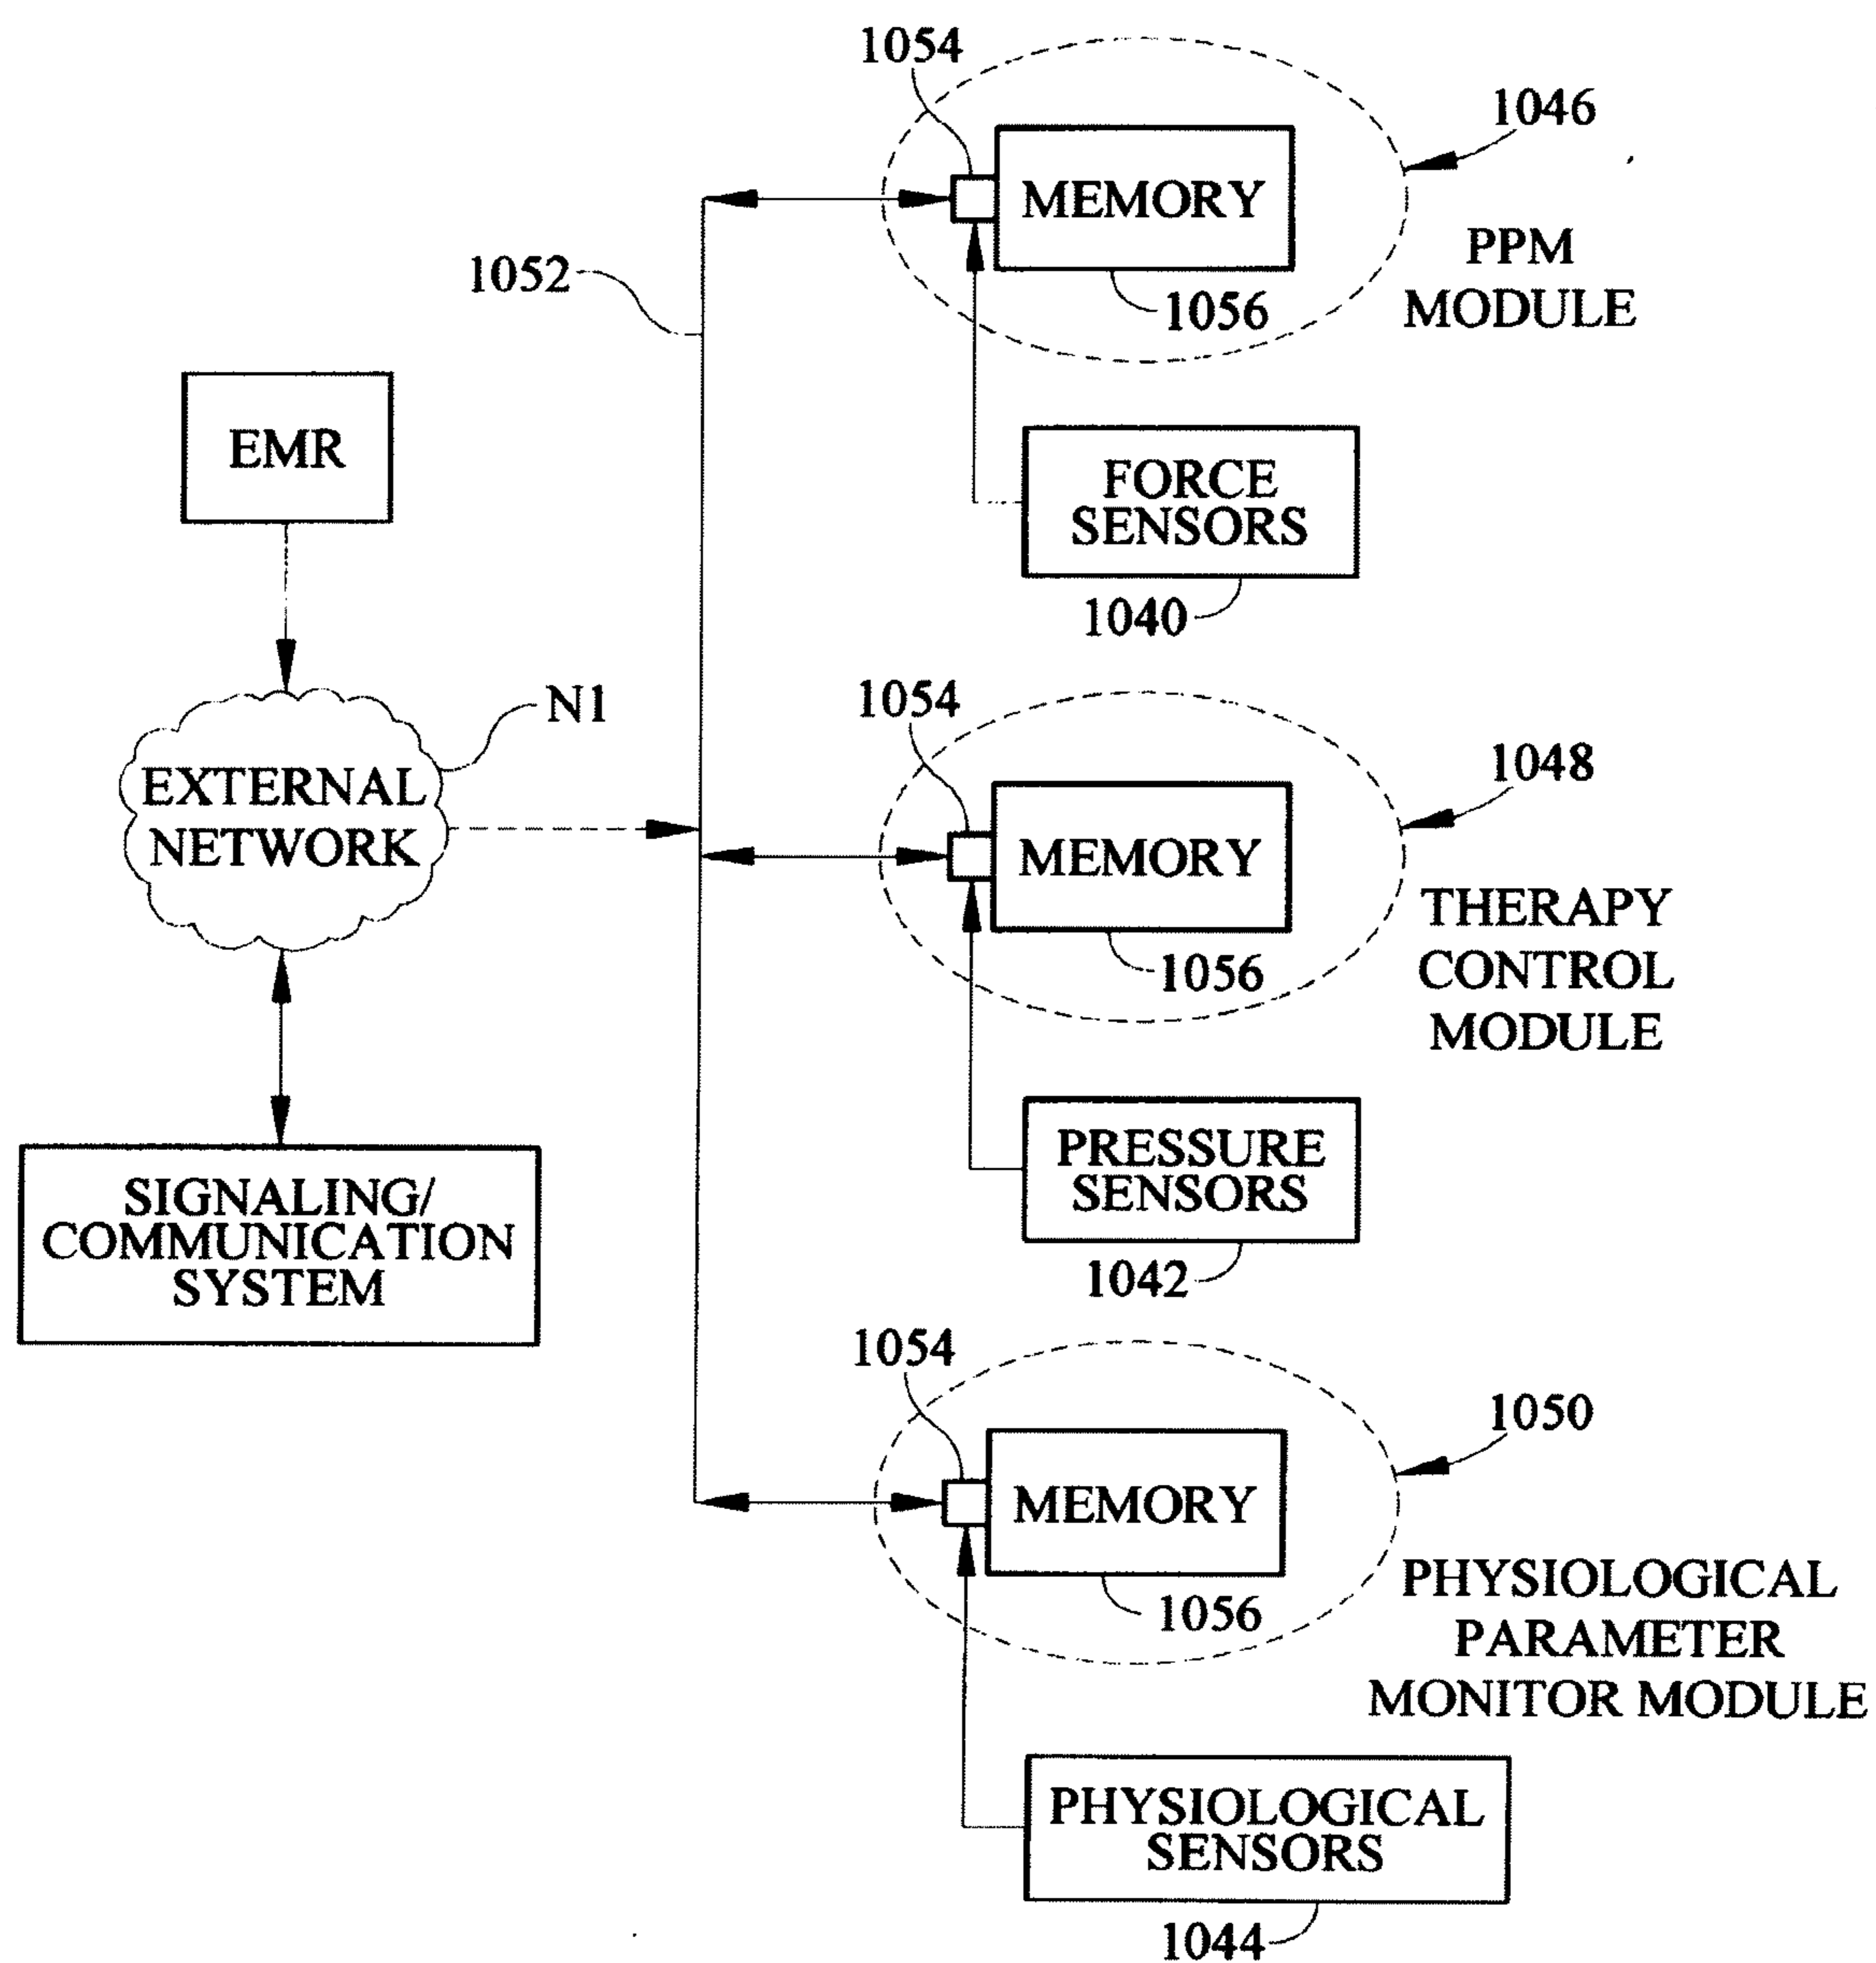 1054
1046
MEMORY
PPM
MODULE
1052
1056
EMR
FORCE
SENSORS
1040
N1
1054
EXTERNAL
NETWORK
1048
MEMORY
THERAPY
CONTROL
MODULE
1056
SIGNALING/
COMMUNICATION
SYSTEM
PRESSURE
SENSORS
1042
1054
1050
MEMORY
1056
PHYSIOLOGICAL
PARAMETER
MONITOR MODULE
PHYSIOLOGICAL
SENSORS
1044